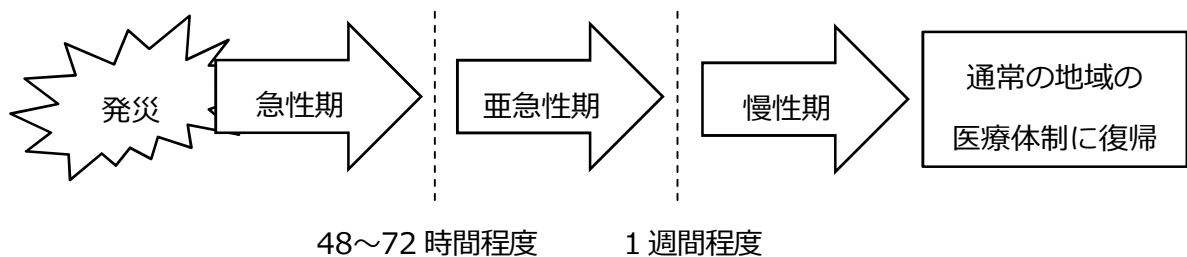 発災
急性期
亜急性期
慢性期
通常の地域の
医療体制に復帰
48～72 時間程度
1 週間程度